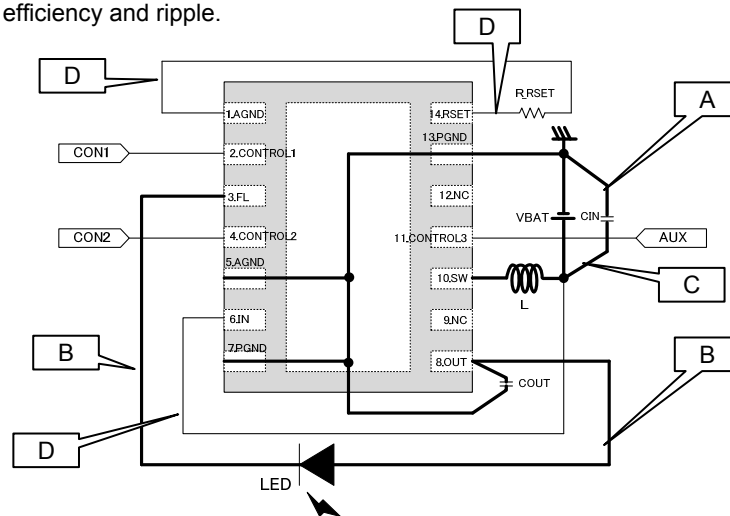 efficiency and ripple.
D
D
R_RSET
A
1.AGND
14.RSET
13.PGND
CON1
2.CONTROL1
3.FL
12.NC
VBAT
CIN
CON2
4.CONTROL2
11.CONTROL3
AUX
5.AGND
10.SW
L
C
6.IN
9.NC
B
7.PGND
8.OUT
B
COUT
D
LED